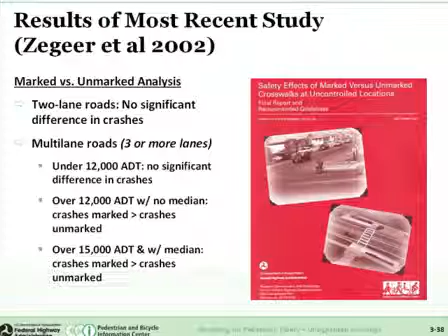 Results of Most Recent Study
(Zegeer et al 2002)
Marked vs. Unmarked Analysis
Two-lane roads: No significant
difference in crashes
Multilane roads (3 or more lanes)
Under 12,000 ADT: no significant
difference in crashes
Over 12,000 ADT w/ no median:
crashes marked > crashes
unmarked
Over 15,000 ADT & w/ median:
crashes marked > crashes
unmarked
Safety Effects of Marked Versus Unmarked
Crosswalks at Uncontrolled Locations
Final Report and
Recommended Guidelines
Federal Highway
Administration
Pedestrian and Bicycle
Information Center
3-38